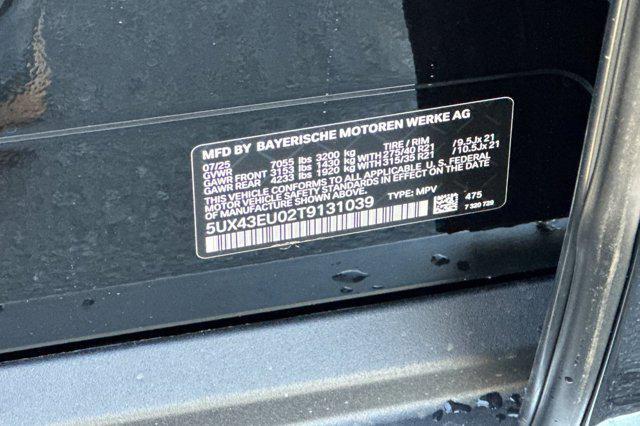 MFD BY BAYERISCHE MOTOREN WERKE AG
07/25 TIRE / RIM
GVWR 7055 lbs 3200 kg
GAWR FRONT 3153 lbs 1430 kg WITH 275/40 R21 /9.5Jx 21
GAWR REAR 4233 lbs 1920 kg WITH 315/35 R21 /10.5Jx 21
THIS VEHICLE CONFORMS TO ALL APPLICABLE U.S. FEDERAL
MOTOR VEHICLE SAFETY STANDARDS IN EFFECT ON THE DATE
OF MANUFACTURE SHOWN ABOVE. TYPE: MPV
5UX43EU02T9131039 475
7 320 729